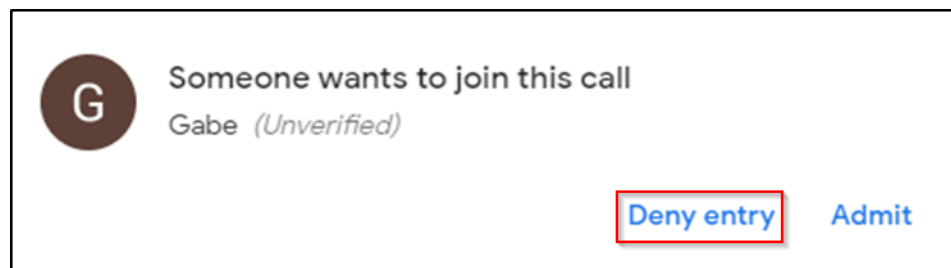 G
Someone wants to join this call
Gabe (Unverified)
Deny entry Admit